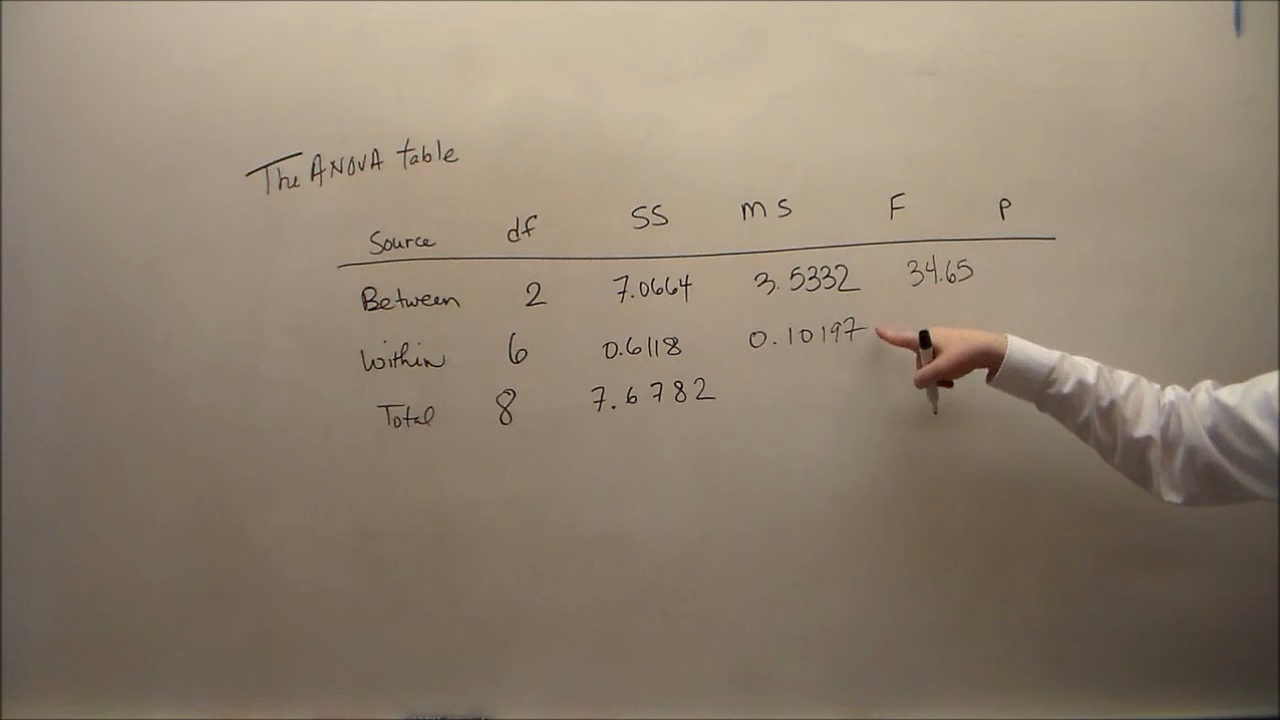 The ANOVA table
Source df SS MS F P
Between 2 7.0664 3.5332 34.65
Within 6 0.6118 0.10197
Total 8 7.6782